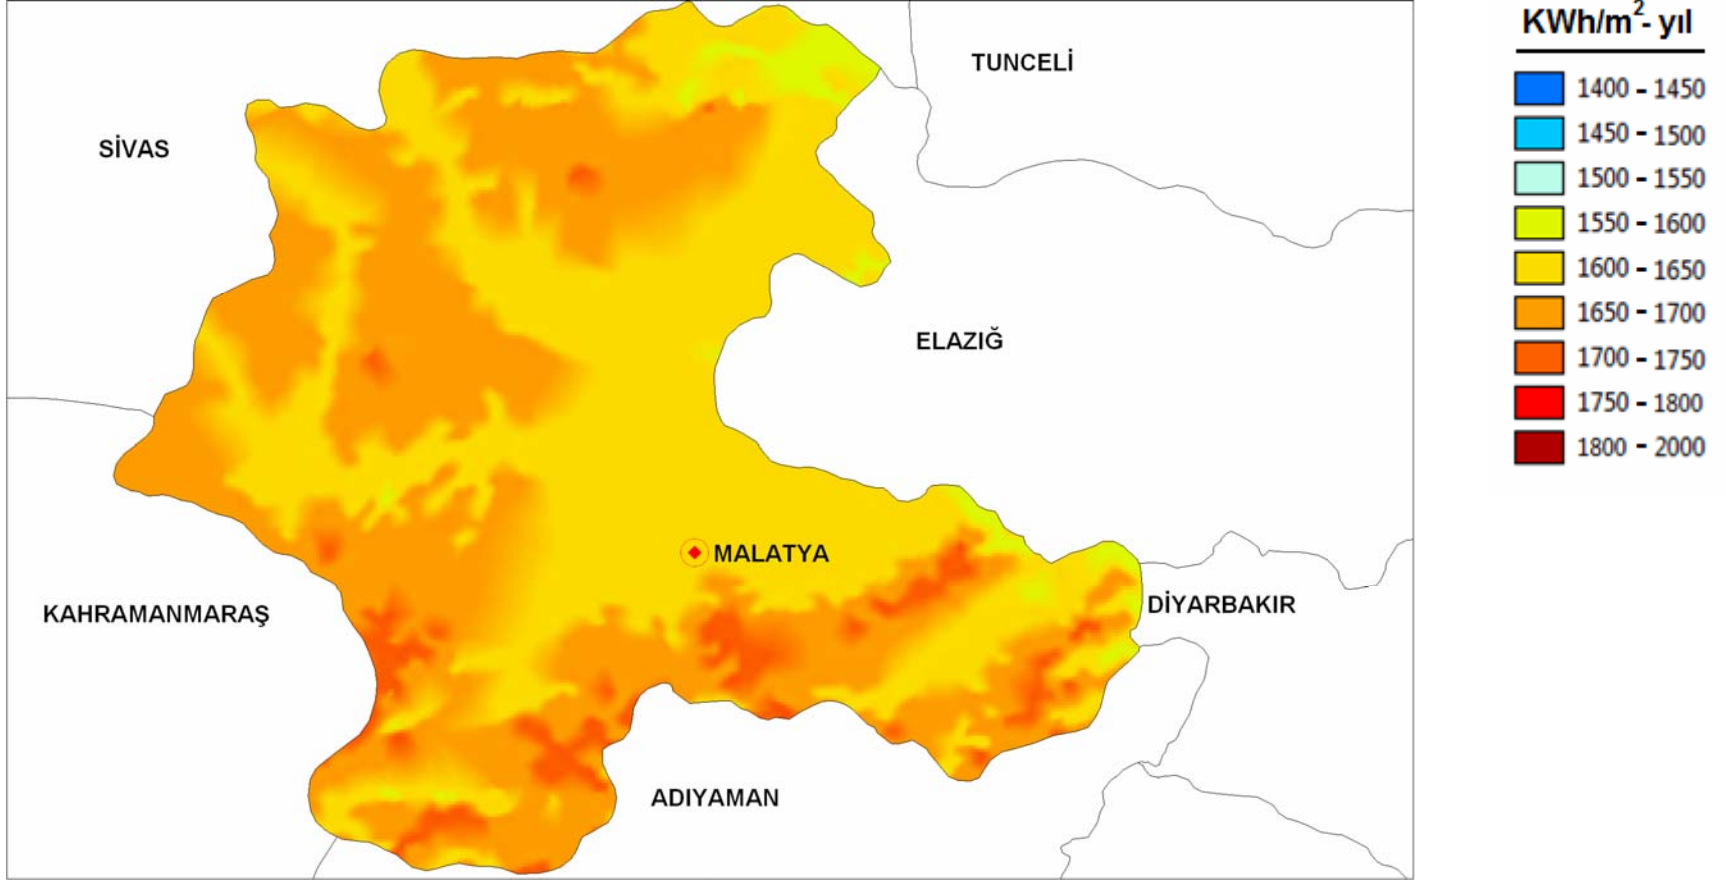 TUNCELİ
SİVAS
ELAZIĞ
MALATYA
KAHRAMANMARAŞ
DİYARBAKIR
ADIYAMAN
KWh/m²- yıl
1400 - 1450
1450 - 1500
1500 - 1550
1550 - 1600
1600 - 1650
1650 - 1700
1700 - 1750
1750 - 1800
1800 - 2000